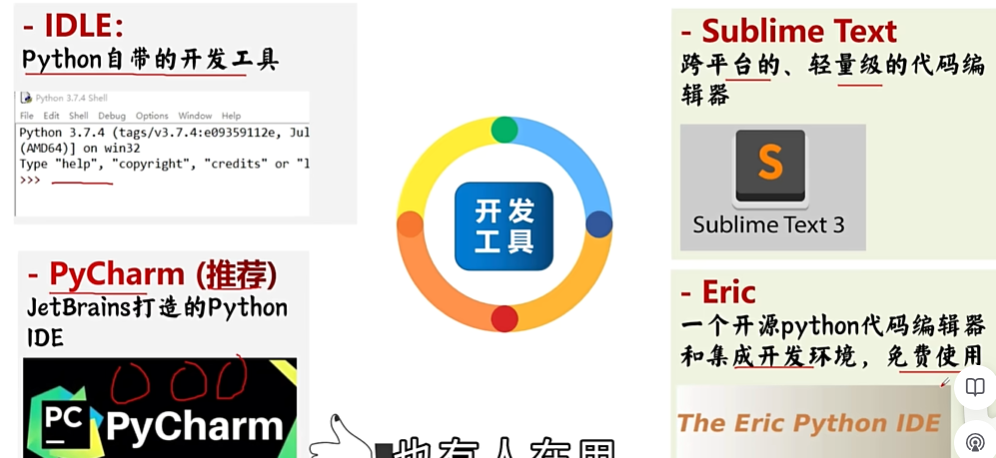 - IDLE:
Python自带的开发工具
Python 3.7.4 Shell
File Edit Shell Debug Options Window Help
Python 3.7.4 (tags/v3.7.4:e09359112e, Jul
(AMD64)] on win32
Type "help", "copyright", "credits" or "l
>>>
- PyCharm (推荐)
JetBrains打造的Python
IDE
PC
PyCharm
开发
工具
也有人在用
- Sublime Text
跨平台的、轻量级的代码编
辑器
S
Sublime Text 3
- Eric
一个开源python代码编辑器
和集成开发环境，免费使用
The Eric Python IDE